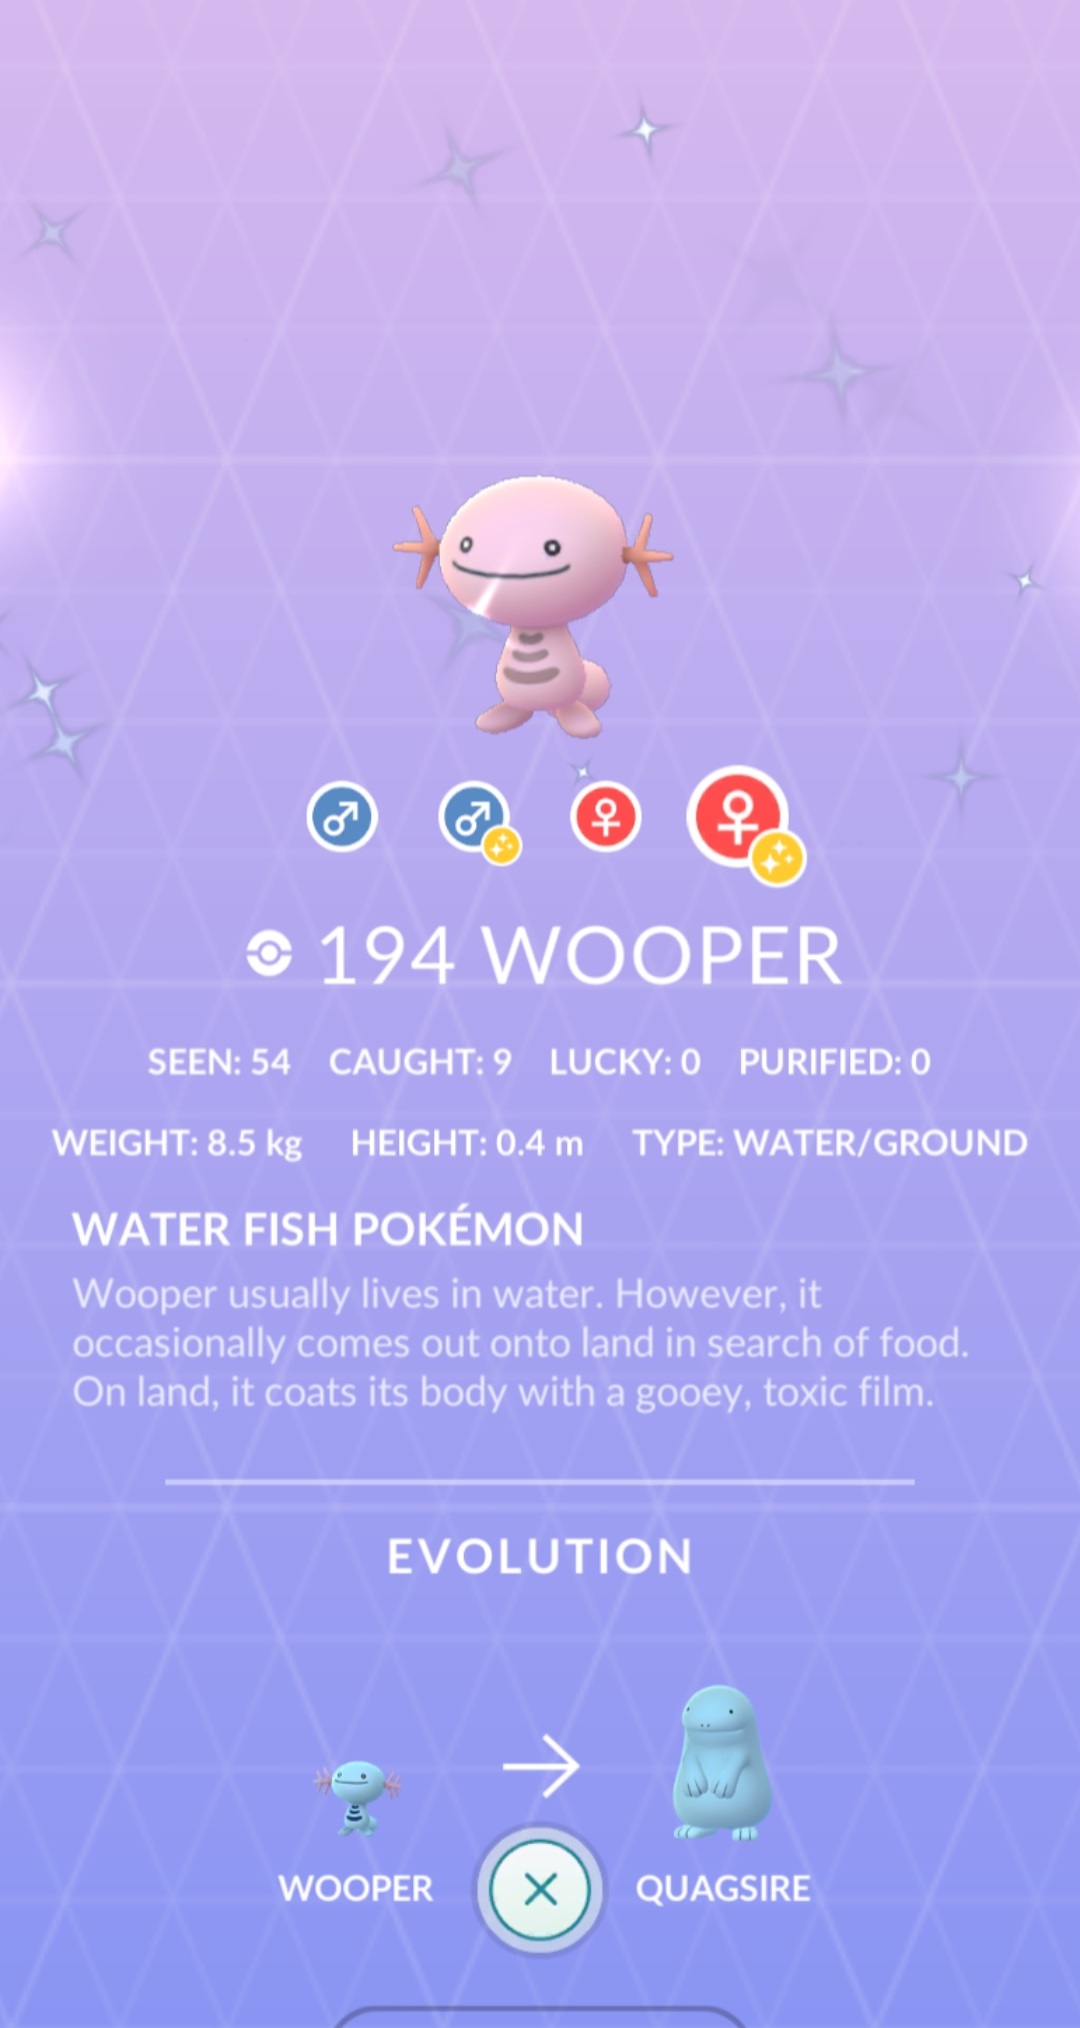 194 WOOPER
SEEN: 54 CAUGHT: 9 LUCKY: 0 PURIFIED: 0
WEIGHT: 8.5 kg HEIGHT: 0.4 m TYPE: WATER/GROUND
WATER FISH POKÉMON
Wooper usually lives in water. However, it
occasionally comes out onto land in search of food.
On land, it coats its body with a gooey, toxic film.
EVOLUTION
WOOPER QUAGSIRE